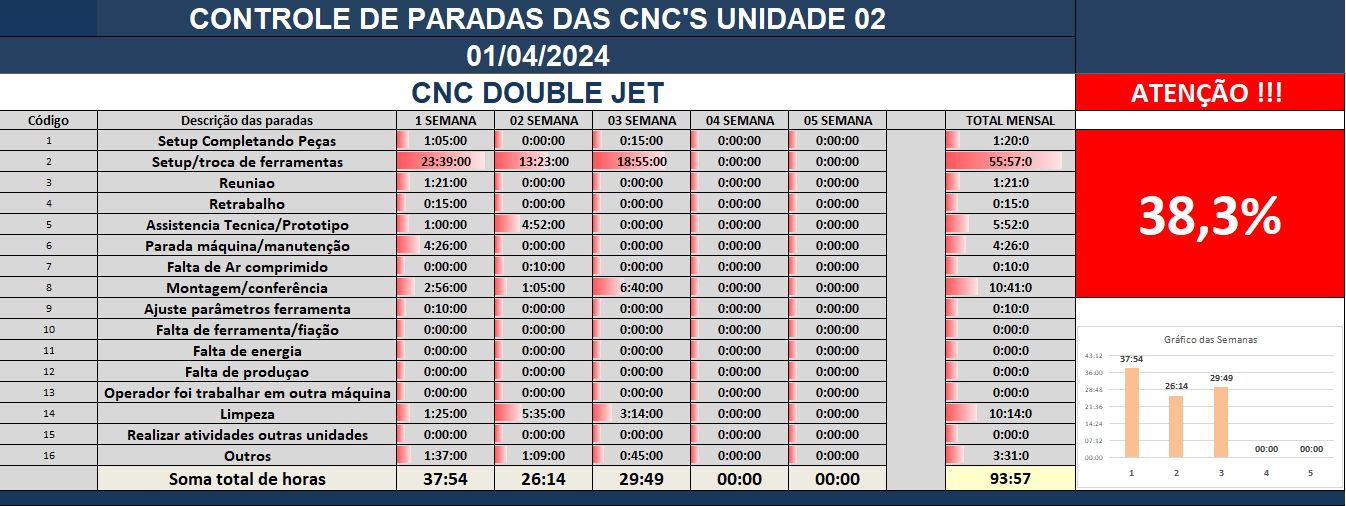 CONTROLE DE PARADAS DAS CNC'S UNIDADE 02
01/04/2024
CNC DOUBLE JET
ATENÇÃO !!!
Código Descrição das paradas 1 SEMANA 02 SEMANA 03 SEMANA 04 SEMANA 05 SEMANA TOTAL MENSAL
1 Setup Completando Peças 1:05:00 0:00:00 0:15:00 0:00:00 0:00:00 1:20:0
2 Setup/troca de ferramentas 23:39:00 13:23:00 18:55:00 0:00:00 0:00:00 55:57:0
3 Reuniao 1:21:00 0:00:00 0:00:00 0:00:00 0:00:00 1:21:0
4 Retrabalho 0:15:00 0:00:00 0:00:00 0:00:00 0:00:00 0:15:0
5 Assistencia Tecnica/Prototipo 1:00:00 4:52:00 0:00:00 0:00:00 0:00:00 5:52:0
6 Parada máquina/manutenção 4:26:00 0:00:00 0:00:00 0:00:00 0:00:00 4:26:0
7 Falta de Ar comprimido 0:00:00 0:10:00 0:00:00 0:00:00 0:00:00 0:10:0
8 Montagem/conferência 2:56:00 1:05:00 6:40:00 0:00:00 0:00:00 10:41:0
9 Ajuste parâmetros ferramenta 0:10:00 0:00:00 0:00:00 0:00:00 0:00:00 0:10:0
10 Falta de ferramenta/fiação 0:00:00 0:00:00 0:00:00 0:00:00 0:00:00 0:00:0
11 Falta de energia 0:00:00 0:00:00 0:00:00 0:00:00 0:00:00 0:00:0
12 Falta de produçao 0:00:00 0:00:00 0:00:00 0:00:00 0:00:00 0:00:0
13 Operador foi trabalhar em outra máquina 0:00:00 0:00:00 0:00:00 0:00:00 0:00:00 0:00:0
14 Limpeza 1:25:00 5:35:00 3:14:00 0:00:00 0:00:00 10:14:0
15 Realizar atividades outras unidades 0:00:00 0:00:00 0:00:00 0:00:00 0:00:00 0:00:0
16 Outros 1:37:00 1:09:00 0:45:00 0:00:00 0:00:00 3:31:0
Soma total de horas 37:54 26:14 29:49 00:00 00:00 93:57
38,3%
Gráfico das Semanas
43:12
36:00
28:48
21:36
14:24
07:12
00:00
37:54 26:14 29:49 00:00 00:00
1 2 3 4 5